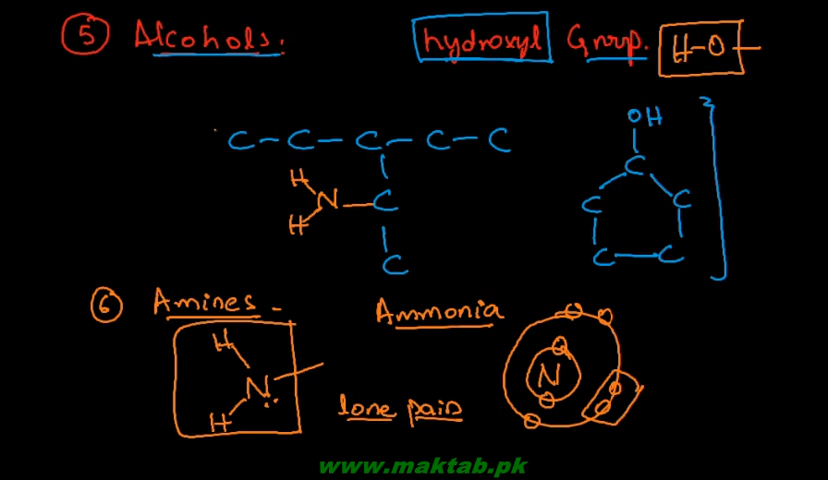 5 Alcohols. hydroxyl Group. H-O-
OH
C-C-C-C-C C
H
N-C C C
H
C C-C
6 Amines - Ammonia
H
N N
H lone pair
www.maktab.pk